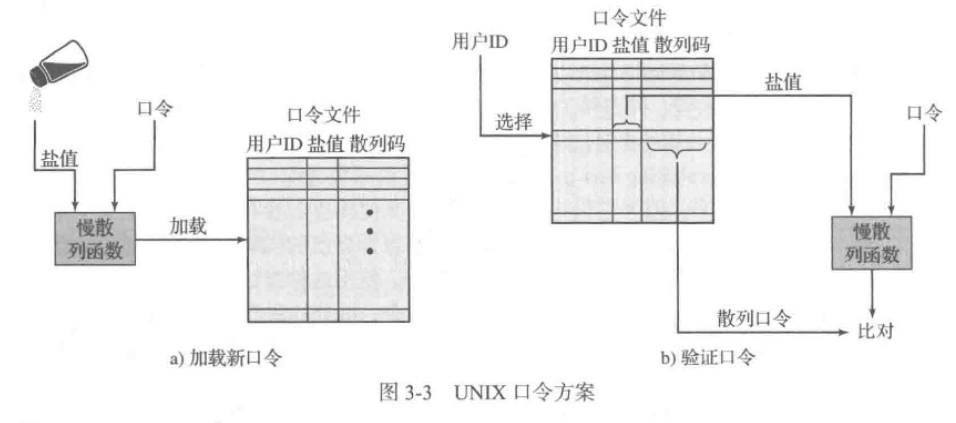 口令
盐值
慢散
列函数
加载
口令文件
用户ID 盐值 散列码
a) 加载新口令
用户ID
选择
口令文件
用户ID 盐值 散列码
盐值
口令
慢散
列函数
散列口令
比对
b) 验证口令
图 3-3 UNIX 口令方案